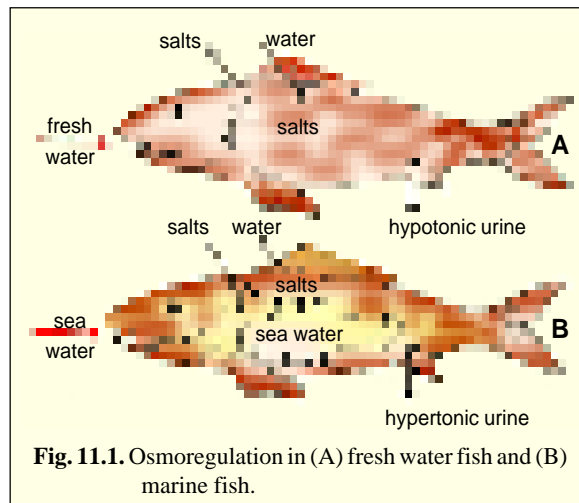 salts water
fresh
water
salts
A
hypotonic urine
salts water
salts
sea
water
sea water
B
hypertonic urine
Fig. 11.1. Osmoregulation in (A) fresh water fish and (B)
marine fish.